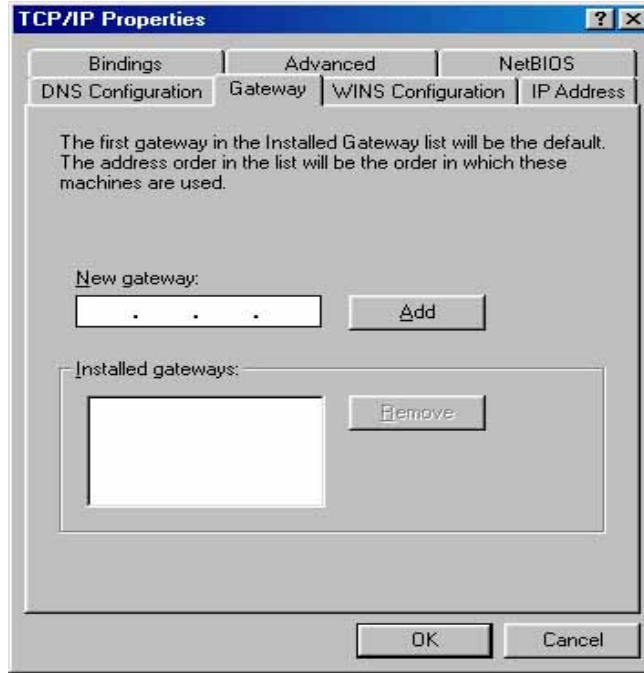 TCP/IP Properties
? X
Bindings Advanced NetBIOS
DNS Configuration Gateway WINS Configuration IP Address
The first gateway in the Installed Gateway list will be the default.
The address order in the list will be the order in which these
machines are used.
New gateway:
. . .
Add
Installed gateways:
Remove
OK Cancel